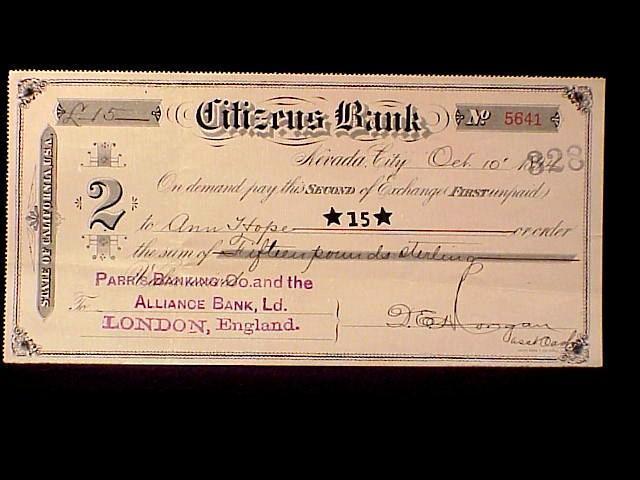 £ 15
Citizens Bank
No 5641
Nevada City Oct. 10
828
On demand pay this SECOND of Exchange (FIRST unpaid)
2
★15★
to Ann Hope or order
the sum of Fifteen pounds sterling
STATE OF CALIFORNIA U.S.A.
PARR'S BANKING CO. and the
To ALLIANCE BANK, Ld.
LONDON, England.
D. E. Morgan